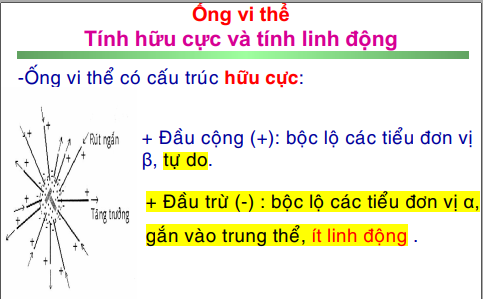 Ống vi thể
Tính hữu cực và tính linh động
-Ống vi thể có cấu trúc hữu cực:
Rút ngắn
Tăng trưởng
+ Đầu cộng (+): bộc lộ các tiểu đơn vị
β, tự do.
+ Đầu trừ (-) : bộc lộ các tiểu đơn vị α,
gắn vào trung thể, ít linh động .